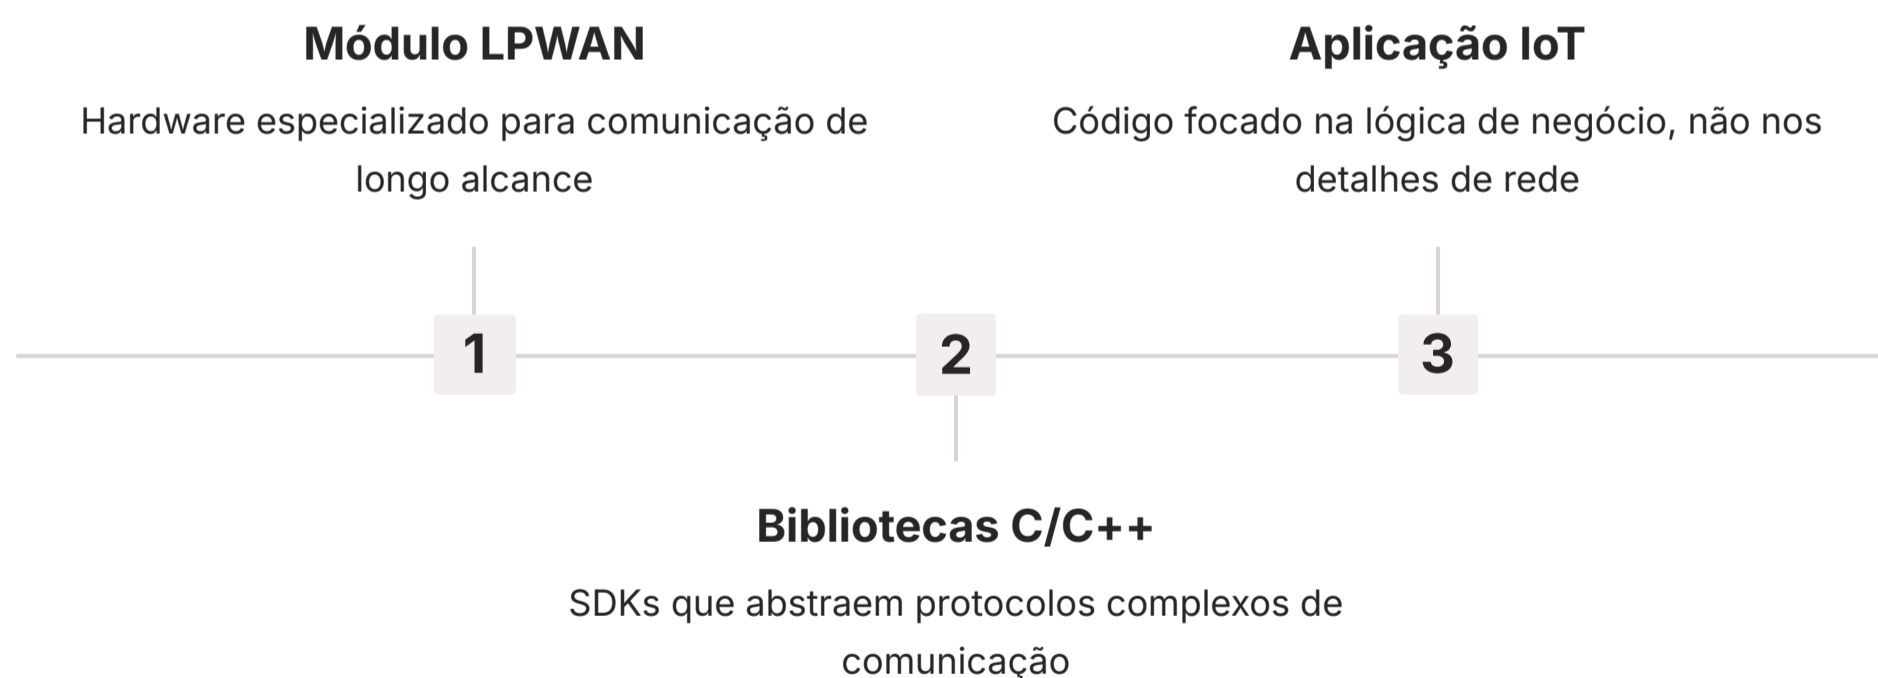 Módulo LPWAN
Hardware especializado para comunicação de
longo alcance
Aplicação IoT
Código focado na lógica de negócio, não nos
detalhes de rede
1
2
3
Bibliotecas C/C++
SDKs que abstraem protocolos complexos de
comunicação